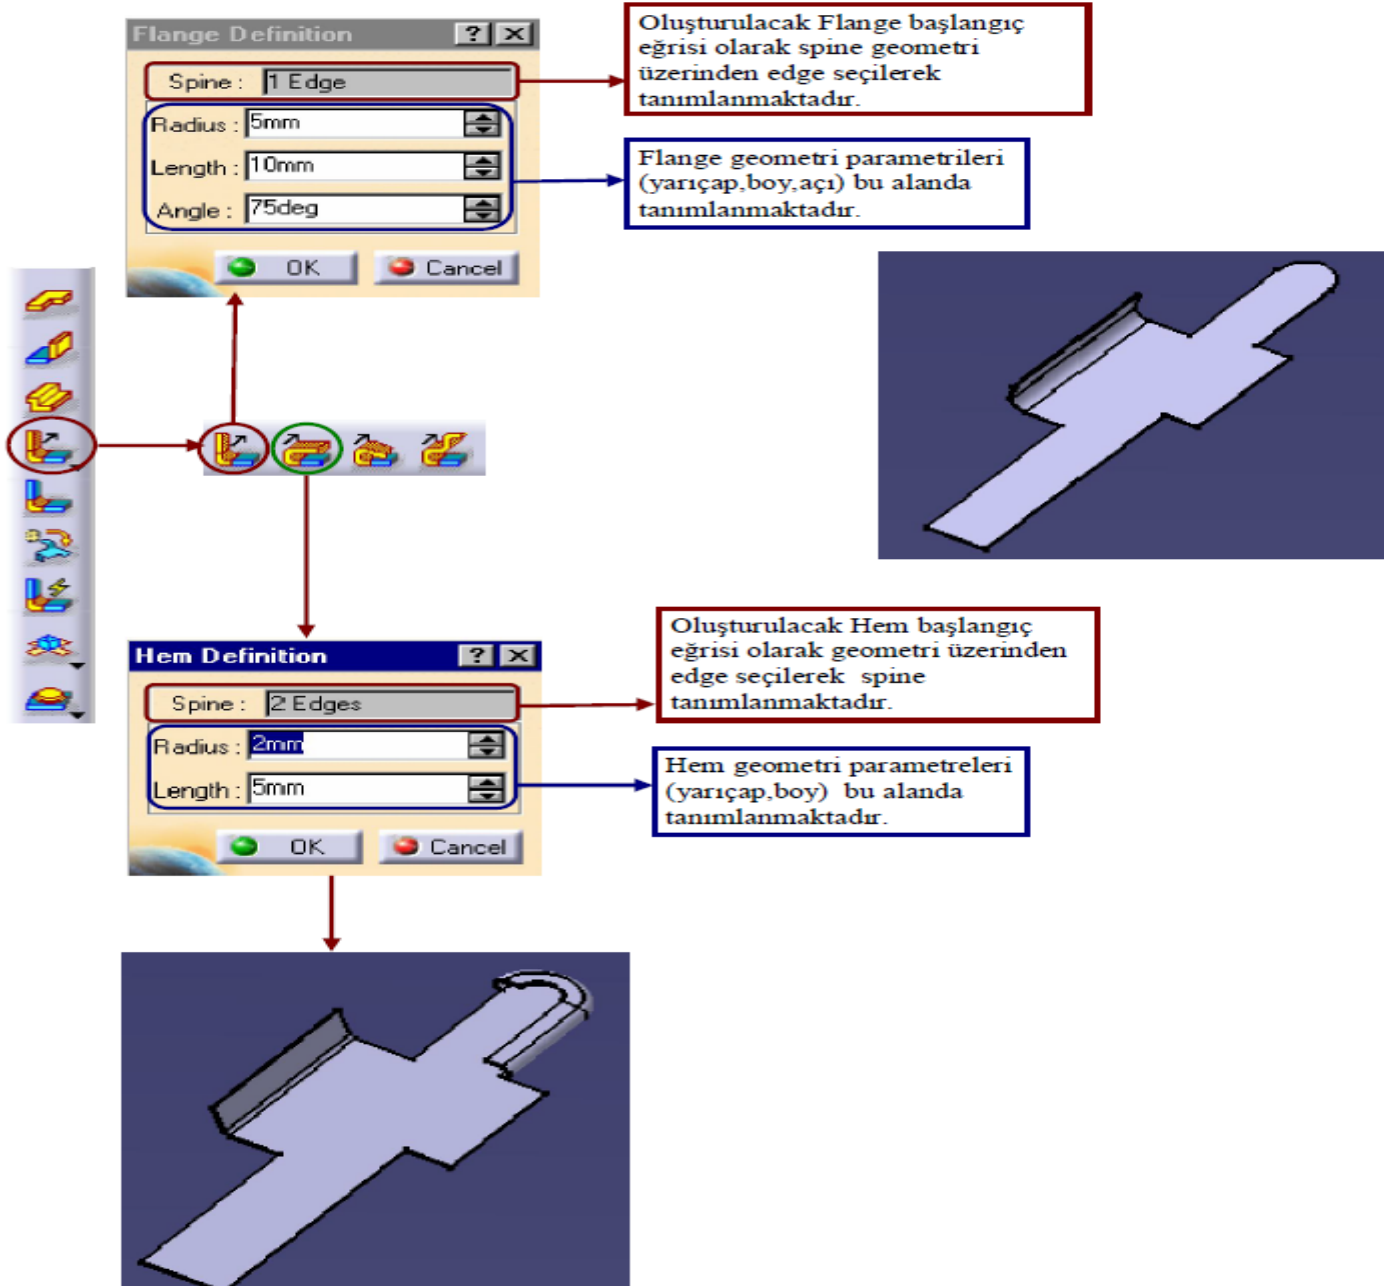 Flange Definition
Spine : 1 Edge
Radius : 5mm
Length : 10mm
Angle : 75deg
OK Cancel
Oluşturulacak Flange başlangıç
eğrisi olarak spine geometri
üzerinden edge seçilerek
tanımlanmaktadır.
Flange geometri parametrileri
(yarıçap,boy,açı) bu alanda
tanımlanmaktadır.
Hem Definition
Spine : 2 Edges
Radius : 2mm
Length : 5mm
OK Cancel
Oluşturulacak Hem başlangıç
eğrisi olarak geometri üzerinden
edge seçilerek spine
tanımlanmaktadır.
Hem geometri parametreleri
(yarıçap,boy) bu alanda
tanımlanmaktadır.